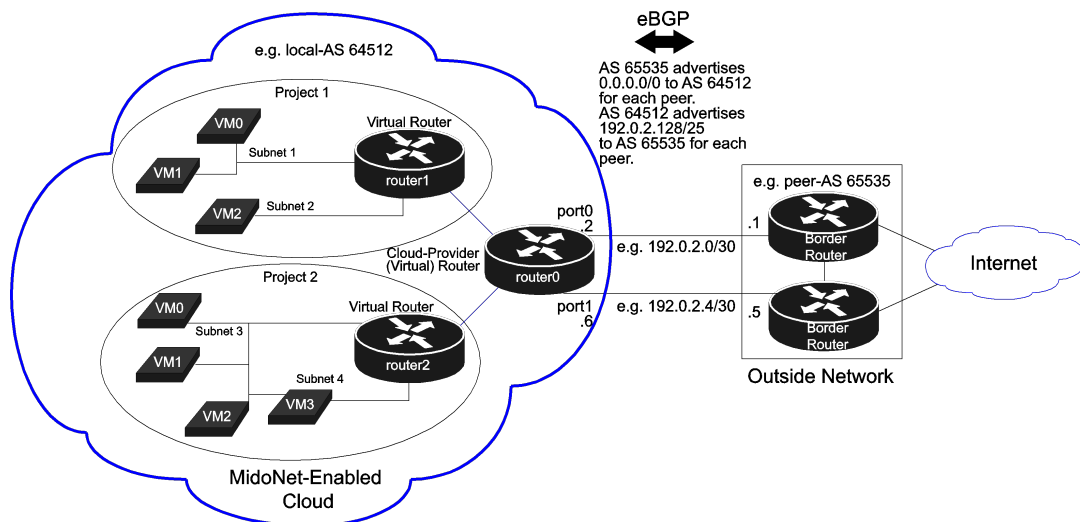 eBGP
AS 65535 advertises
0.0.0.0/0 to AS 64512
for each peer.
AS 64512 advertises
192.0.2.128/25
to AS 65535 for each
peer.
e.g. local-AS 64512
Project 1
VM0
Subnet 1
VM1
VM2
Subnet 2
Virtual Router
router1
Cloud-Provider
(Virtual) Router
router0
port0
.2
e.g. 192.0.2.0/30
port1
.6
e.g. 192.0.2.4/30
Project 2
VM0
Subnet 3
VM1
VM2
VM3
Subnet 4
Virtual Router
router2
MidoNet-Enabled
Cloud
e.g. peer-AS 65535
.1
Border
Router
.5
Border
Router
Outside Network
Internet